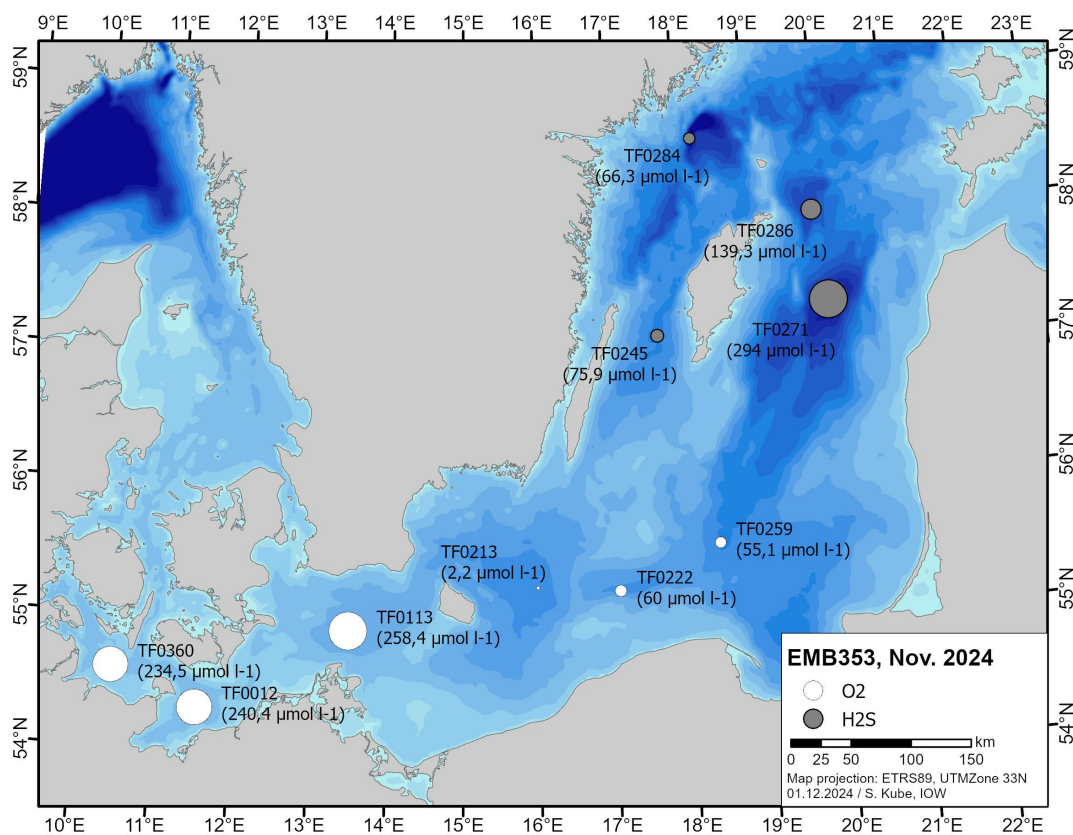 9°E 10°E 11°E 12°E 13°E 14°E 15°E 16°E 17°E 18°E 19°E 20°E 21°E 22°E
59°N
59°N
TF0284
(66,3 µmol l-1)
58°N
58°N
TF0286
(139,3 µmol l-1)
57°N
57°N
TF0271
(294 µmol l-1)
TF0245
(75,9 µmol l-1)
56°N
56°N
TF0259
(55,1 µmol l-1)
TF0213
(2,2 µmol l-1)
TF0222
(60 µmol l-1)
55°N
55°N
TF0113
(258,4 µmol l-1)
TF0360
(234,5 µmol l-1)
TF0012
(240,4 µmol l-1)
54°N
54°N
EMB353, Nov. 2024
O2
H2S
km
0 25 50 100 150
Map projection: ETRS89, UTMZone 33N
01.12.2024 / S. Kube, IOW
10°E 11°E 12°E 13°E 14°E 15°E 16°E 17°E 18°E 19°E 20°E 21°E 22°E